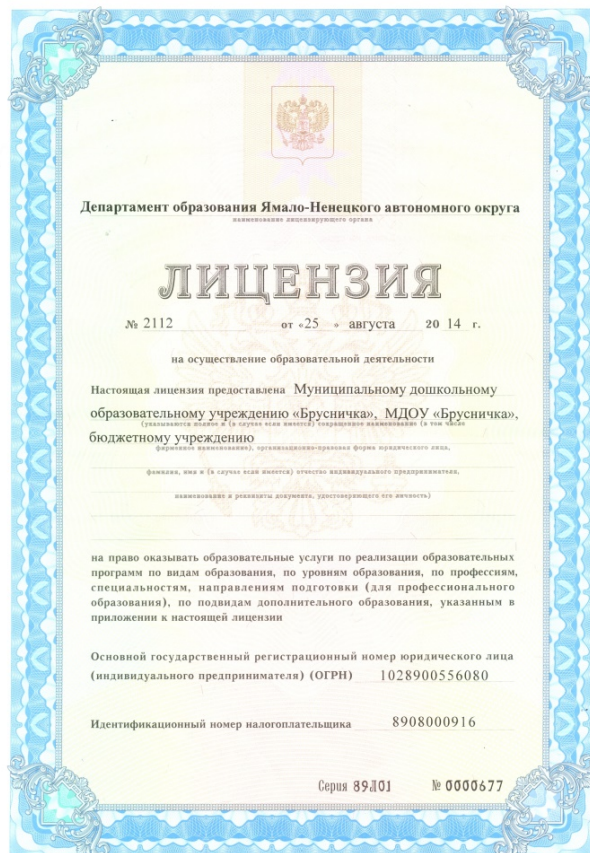 Департамент образования Ямало-Ненецкого автономного округа
наименование лицензирующего органа
ЛИЦЕНЗИЯ
№ 2112 от «25 » августа 20 14 г.
на осуществление образовательной деятельности
Настоящая лицензия предоставлена Муниципальному дошкольному
образовательному учреждению «Брусничка», МДОУ «Брусничка»,
(указываются полное и (в случае если имеется) сокращенное наименование (в том числе
бюджетному учреждению
фирменное наименование), организационно-правовая форма юридического лица,
фамилия, имя и (в случае если имеется) отчество индивидуального предпринимателя,
наименование и реквизиты документа, удостоверяющего его личность)
на право оказывать образовательные услуги по реализации образовательных
программ по видам образования, по уровням образования, по профессиям,
специальностям, направлениям подготовки (для профессионального
образования), по подвидам дополнительного образования, указанным в
приложении к настоящей лицензии
Основной государственный регистрационный номер юридического лица
(индивидуального предпринимателя) (ОГРН) 1028900556080
Идентификационный номер налогоплательщика 8908000916
Серия 89Л01 № 0000677